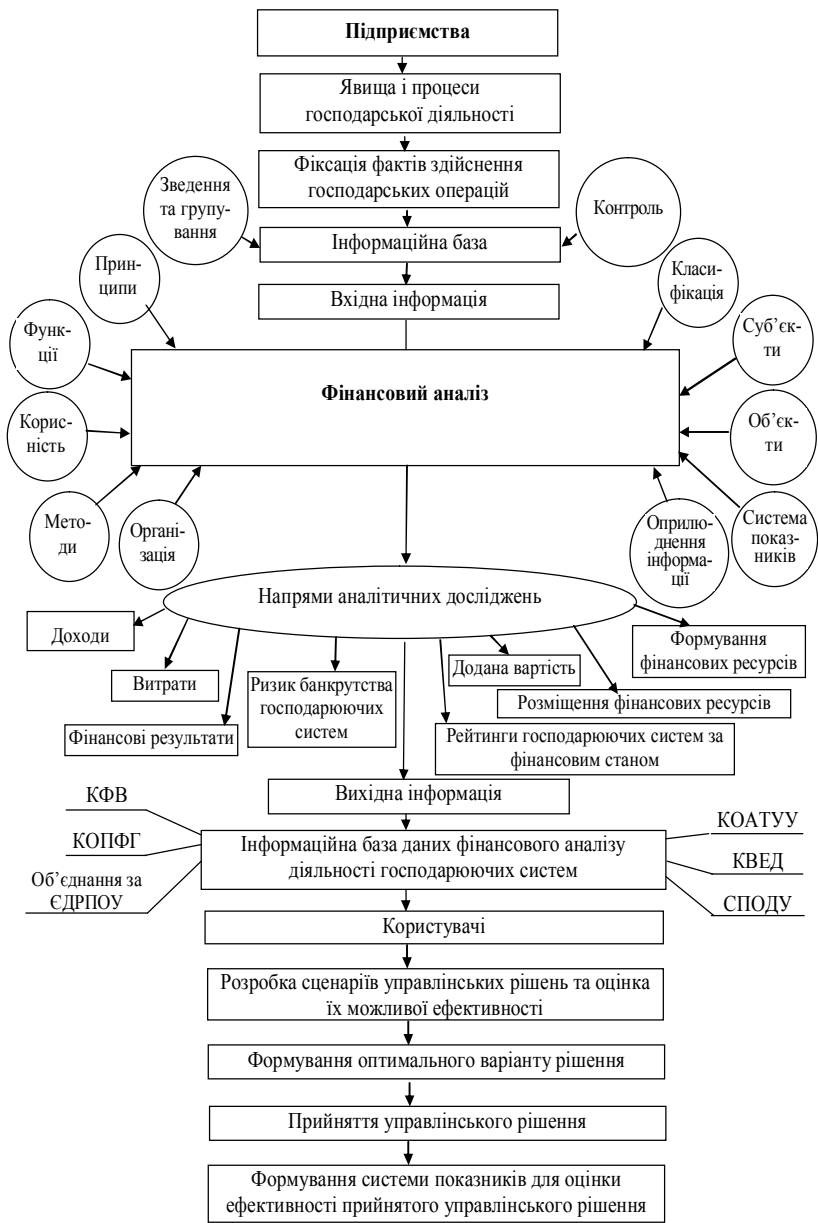 Підприємства
Явища і процеси
господарської діяльності
Фіксація фактів здійснення
господарських операцій
Зведення
та групу-
вання
Контроль
Інформаційна база
Прин-
ципи
Класи-
фікація
Вхідна інформація
Функ-
ції
Суб’єк-
ти
Фінансовий аналіз
Корис-
ність
Об’єк-
ти
Мето-
ди
Органі-
зація
Оприлю-
днення
інформа-
ції
Система
показ-
ників
Напрями аналітичних досліджень
Доходи
Витрати
Фінансові результати
Ризик банкрутства
господарюючих
систем
Додана вартість
Формування
фінансових ресурсів
Розміщення фінансових ресурсів
Рейтинги господарюючих систем за
фінансовим станом
Вихідна інформація
КФВ
КОПФГ
Об’єднання за
ЄДРПОУ
Інформаційна база даних фінансового аналізу
діяльності господарюючих систем
КОАТУУ
КВЕД
СПОДУ
Користувачі
Розробка сценаріїв управлінських рішень та оцінка
їх можливої ефективності
Формування оптимального варіанту рішення
Прийняття управлінського рішення
Формування системи показників для оцінки
ефективності прийнятого управлінського рішення